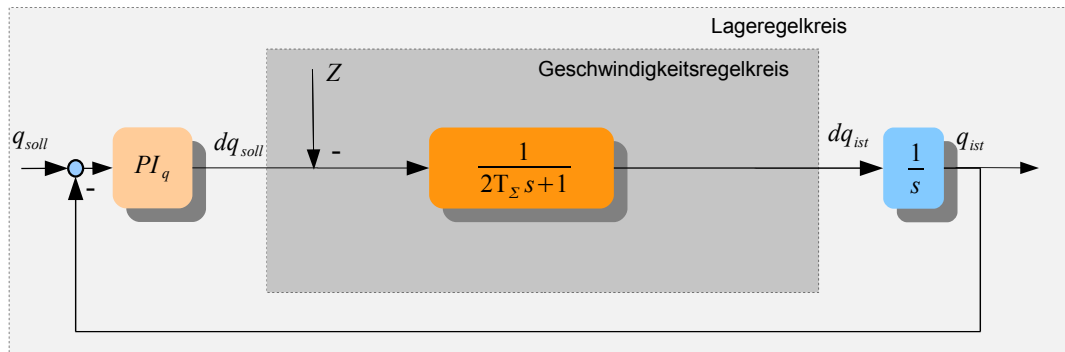 Lageregelkreis
Geschwindigkeitsregelkreis
Z
q_soll
dq_soll
dq_ist
q_ist
-
PI_q
1
2T_Σ s+1
1
s
-